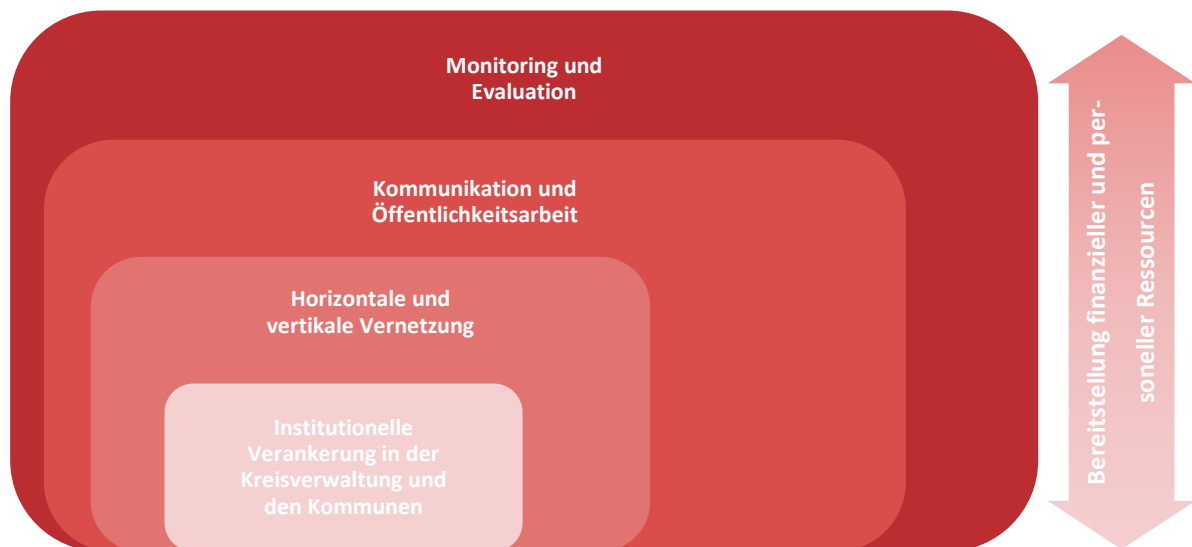 Monitoring und
Evaluation
Kommunikation und
Öffentlichkeitsarbeit
Horizontale und
vertikale Vernetzung
Institutionelle
Verankerung in der
Kreisverwaltung und
den Kommunen
Bereitstellung finanzieller und per-
soneller Ressourcen